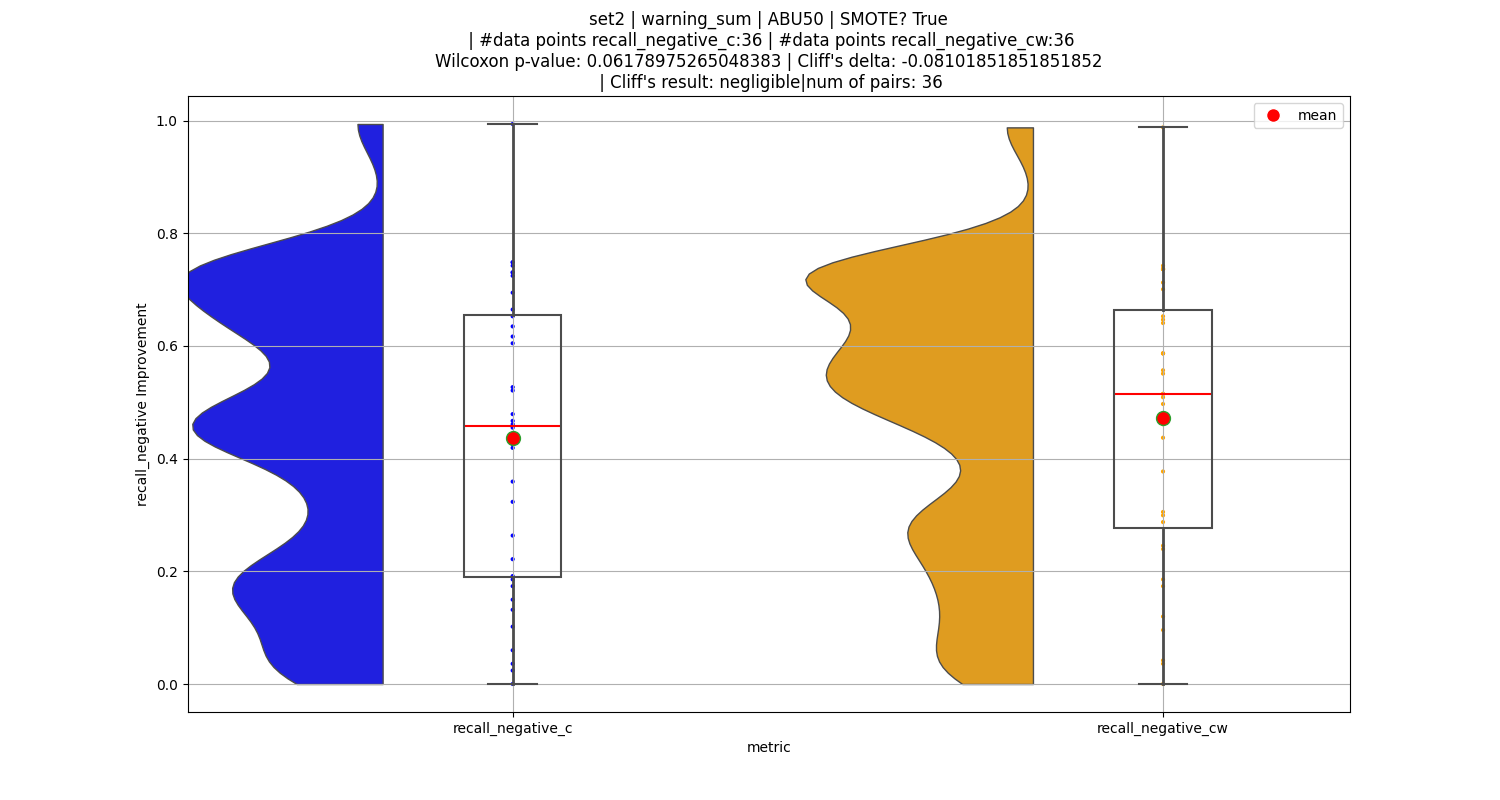 set2 | warning_sum | ABU50 | SMOTE? True
| #data points recall_negative_c:36 | #data points recall_negative_cw:36
Wilcoxon p-value: 0.06178975265048383 | Cliff's delta: -0.08101851851851852
| Cliff's result: negligible|num of pairs: 36
mean
1.0
0.8
0.6
0.4
0.2
0.0
recall_negative Improvement
recall_negative_c
recall_negative_cw
metric